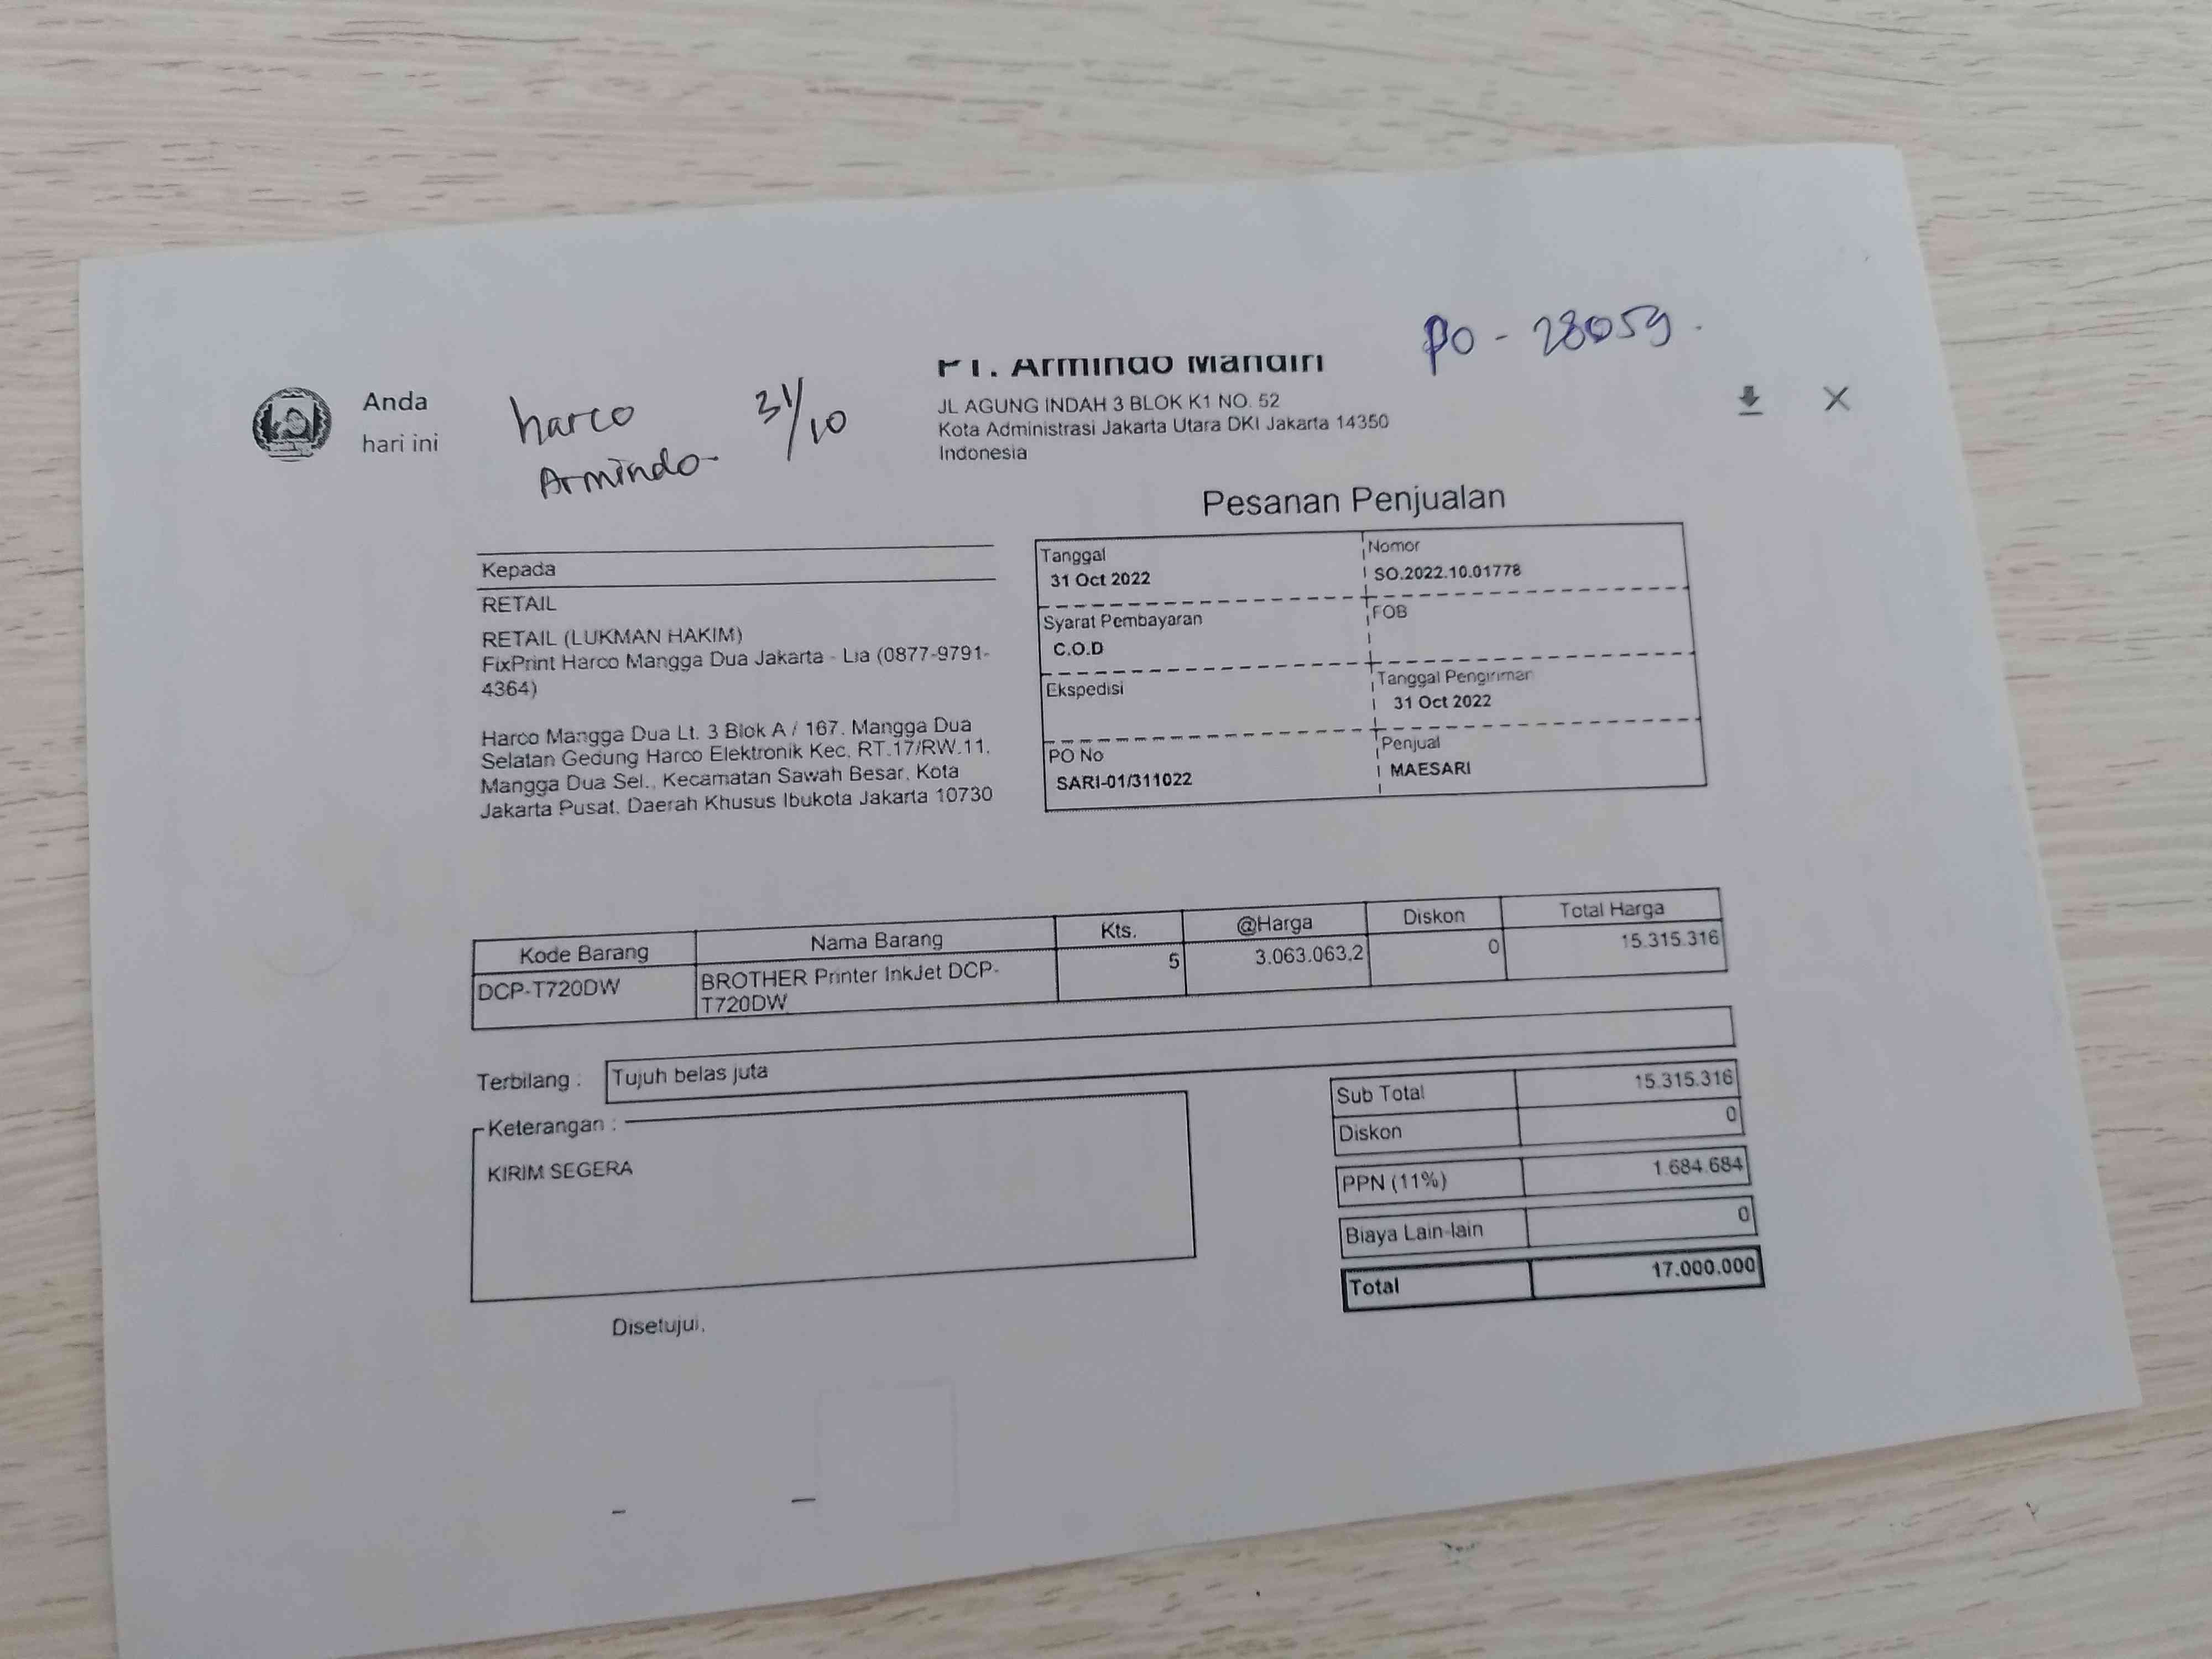 PO - 28059.
PT. Armindo Mandiri
Anda
hari ini
harco
Armindo-
31/10
JL AGUNG INDAH 3 BLOK K1 NO. 52
Kota Administrasi Jakarta Utara DKI Jakarta 14350
Indonesia
Pesanan Penjualan
Kepada
RETAIL
RETAIL (LUKMAN HAKIM)
FixPrint Harco Mangga Dua Jakarta - Lia (0877-9791-
4364)
Harco Mangga Dua Lt. 3 Blok A / 167. Mangga Dua
Selatan Gedung Harco Elektronik Kec, RT.17/RW.11,
Mangga Dua Sel., Kecamatan Sawah Besar, Kota
Jakarta Pusat, Daerah Khusus Ibukota Jakarta 10730
Tanggal
31 Oct 2022
Nomor
SO.2022.10.01778
Syarat Pembayaran
C.O.D
FOB
Ekspedisi
Tanggal Pengiriman
31 Oct 2022
PO No
SARI-01/311022
Penjual
MAESARI
Kode Barang Nama Barang Kts. @Harga Diskon Total Harga
DCP-T720DW BROTHER Printer InkJet DCP- 5 3.063.063,2 0 15.315.316
T720DW
Terbilang : Tujuh belas juta
Keterangan :
KIRIM SEGERA
Sub Total 15.315.316
Diskon 0
PPN (11%) 1.684.684
Biaya Lain-lain 0
Total 17.000.000
Disetujui,